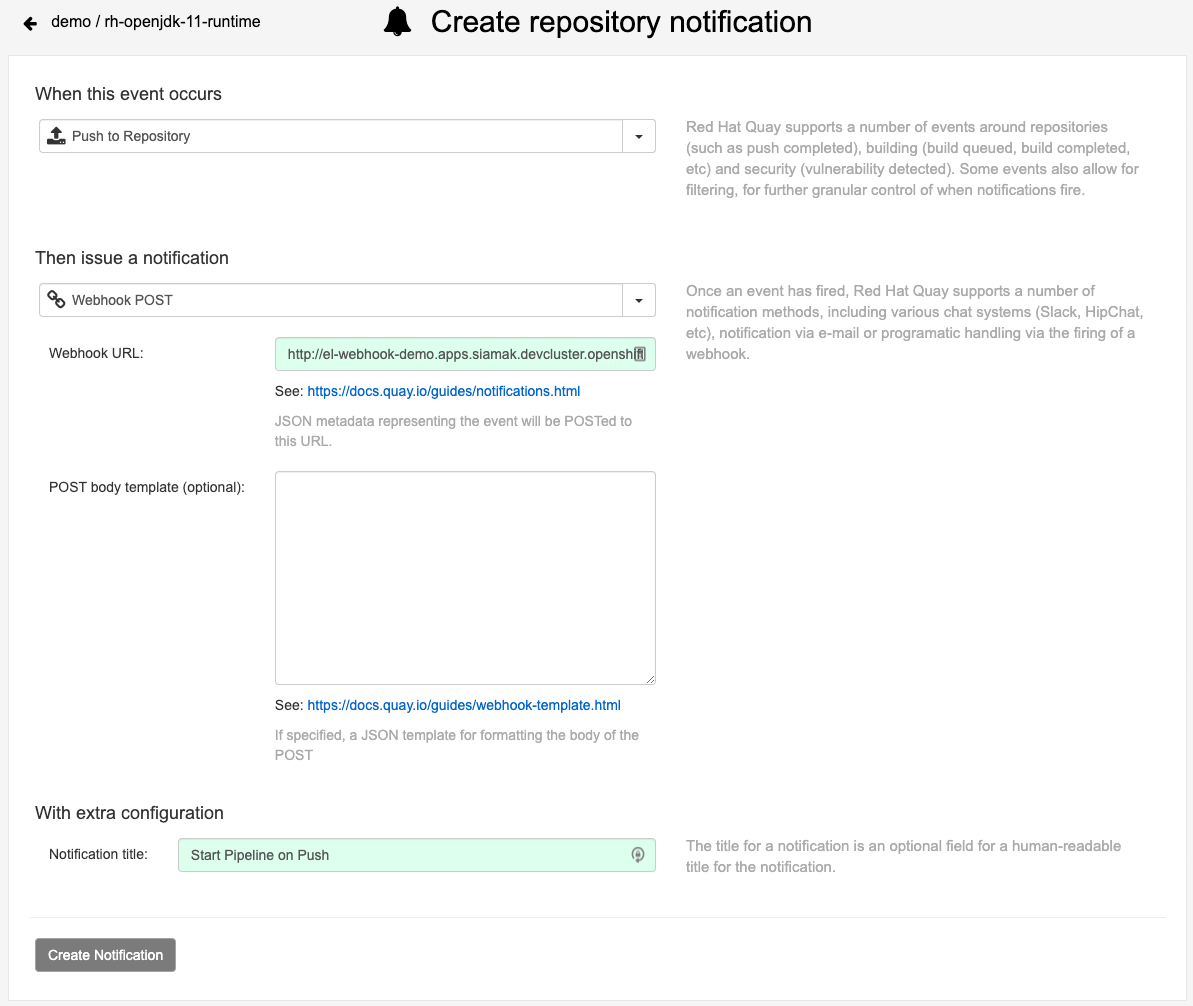 demo / rh-openjdk-11-runtime
Create repository notification
When this event occurs
Push to Repository
Red Hat Quay supports a number of events around repositories
(such as push completed), building (build queued, build completed,
etc) and security (vulnerability detected). Some events also allow for
filtering, for further granular control of when notifications fire.
Then issue a notification
Webhook POST
Once an event has fired, Red Hat Quay supports a number of
notification methods, including various chat systems (Slack, HipChat,
etc), notification via e-mail or programatic handling via the firing of a
webhook.
Webhook URL:
http://el-webhook-demo.apps.siamak.devcluster.openshift
See: https://docs.quay.io/guides/notifications.html
JSON metadata representing the event will be POSTed to
this URL.
POST body template (optional):
See: https://docs.quay.io/guides/webhook-template.html
If specified, a JSON template for formatting the body of the
POST
With extra configuration
Notification title:
Start Pipeline on Push
The title for a notification is an optional field for a human-readable
title for the notification.
Create Notification